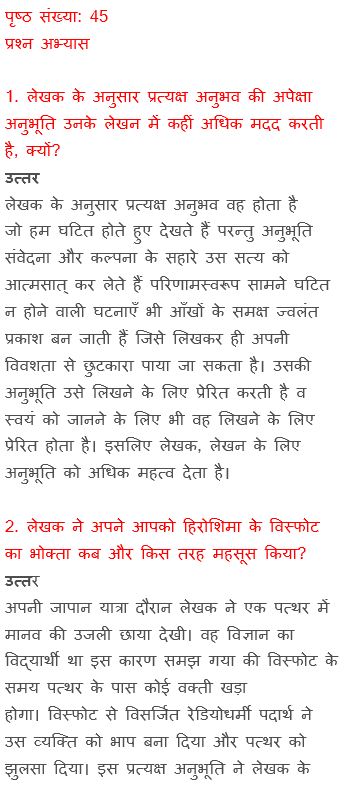 पृष्ठ संख्या: 45
प्रश्न अभ्यास
1. लेखक के अनुसार प्रत्यक्ष अनुभव की अपेक्षा
अनुभूति उनके लेखन में कहीं अधिक मदद करती
है, क्यों?
उत्तर
लेखक के अनुसार प्रत्यक्ष अनुभव वह होता है
जो हम घटित होते हुए देखते हैं परन्तु अनुभूति
संवेदना और कल्पना के सहारे उस सत्य को
आत्मसात् कर लेते हैं परिणामस्वरूप सामने घटित
न होने वाली घटनाएँ भी आँखों के समक्ष ज्वलंत
प्रकाश बन जाती हैं जिसे लिखकर ही अपनी
विवशता से छुटकारा पाया जा सकता है। उसकी
अनुभूति उसे लिखने के लिए प्रेरित करती है व
स्वयं को जानने के लिए भी वह लिखने के लिए
प्रेरित होता है। इसलिए लेखक, लेखन के लिए
अनुभूति को अधिक महत्व देता है।
2. लेखक ने अपने आपको हिरोशिमा के विस्फोट
का भोक्ता कब और किस तरह महसूस किया?
उत्तर
अपनी जापान यात्रा दौरान लेखक ने एक पत्थर में
मानव की उजली छाया देखी। वह विज्ञान का
विद्यार्थी था इस कारण समझ गया की विस्फोट के
समय पत्थर के पास कोई वक्ती खड़ा
होगा। विस्फोट से विसर्जित रेडियोधर्मी पदार्थ ने
उस व्यक्ति को भाप बना दिया और पत्थर को
झुलसा दिया। इस प्रत्यक्ष अनुभूति ने लेखक के